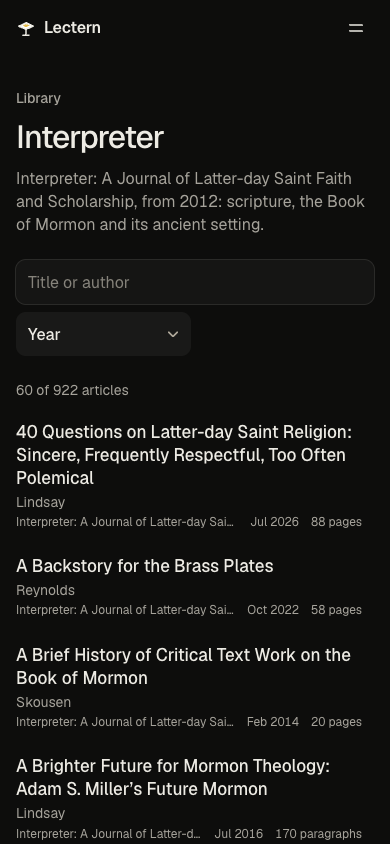 Lectern
Library
Interpreter
Interpreter: A Journal of Latter-day Saint Faith
and Scholarship, from 2012: scripture, the Book
of Mormon and its ancient setting.
Title or author
Year
60 of 922 articles
40 Questions on Latter-day Saint Religion:
Sincere, Frequently Respectful, Too Often
Polemical
Lindsay
Interpreter: A Journal of Latter-day Sai... Jul 2026 88 pages
A Backstory for the Brass Plates
Reynolds
Interpreter: A Journal of Latter-day Sai... Oct 2022 58 pages
A Brief History of Critical Text Work on the
Book of Mormon
Skousen
Interpreter: A Journal of Latter-day Sai... Feb 2014 20 pages
A Brighter Future for Mormon Theology:
Adam S. Miller’s Future Mormon
Lindsay
Interpreter: A Journal of Latter-d... Jul 2016 170 paragraphs